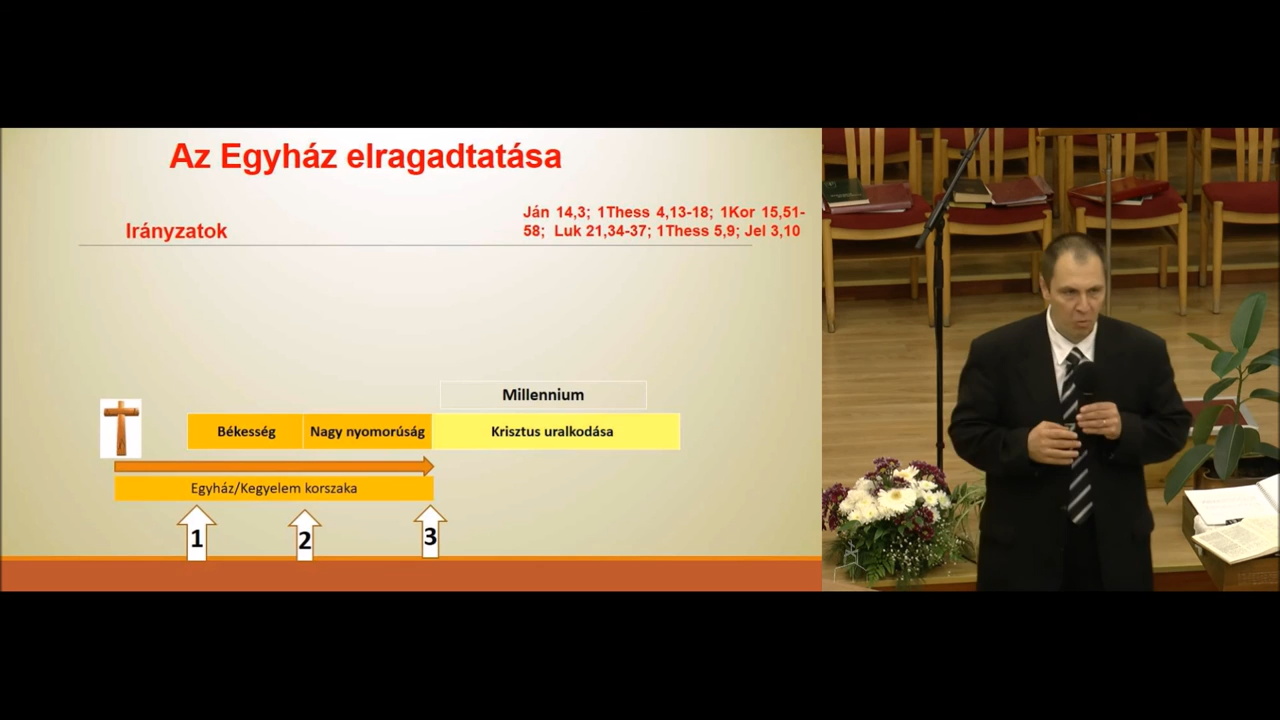 Az Egyház elragadtatása
Irányzatok
Ján 14,3; 1Thess 4,13-18; 1Kor 15,51-
58; Luk 21,34-37; 1Thess 5,9; Jel 3,10
Millennium
Békesség
Nagy nyomorúság
Krisztus uralkodása
Egyház/Kegyelem korszaka
1
2
3